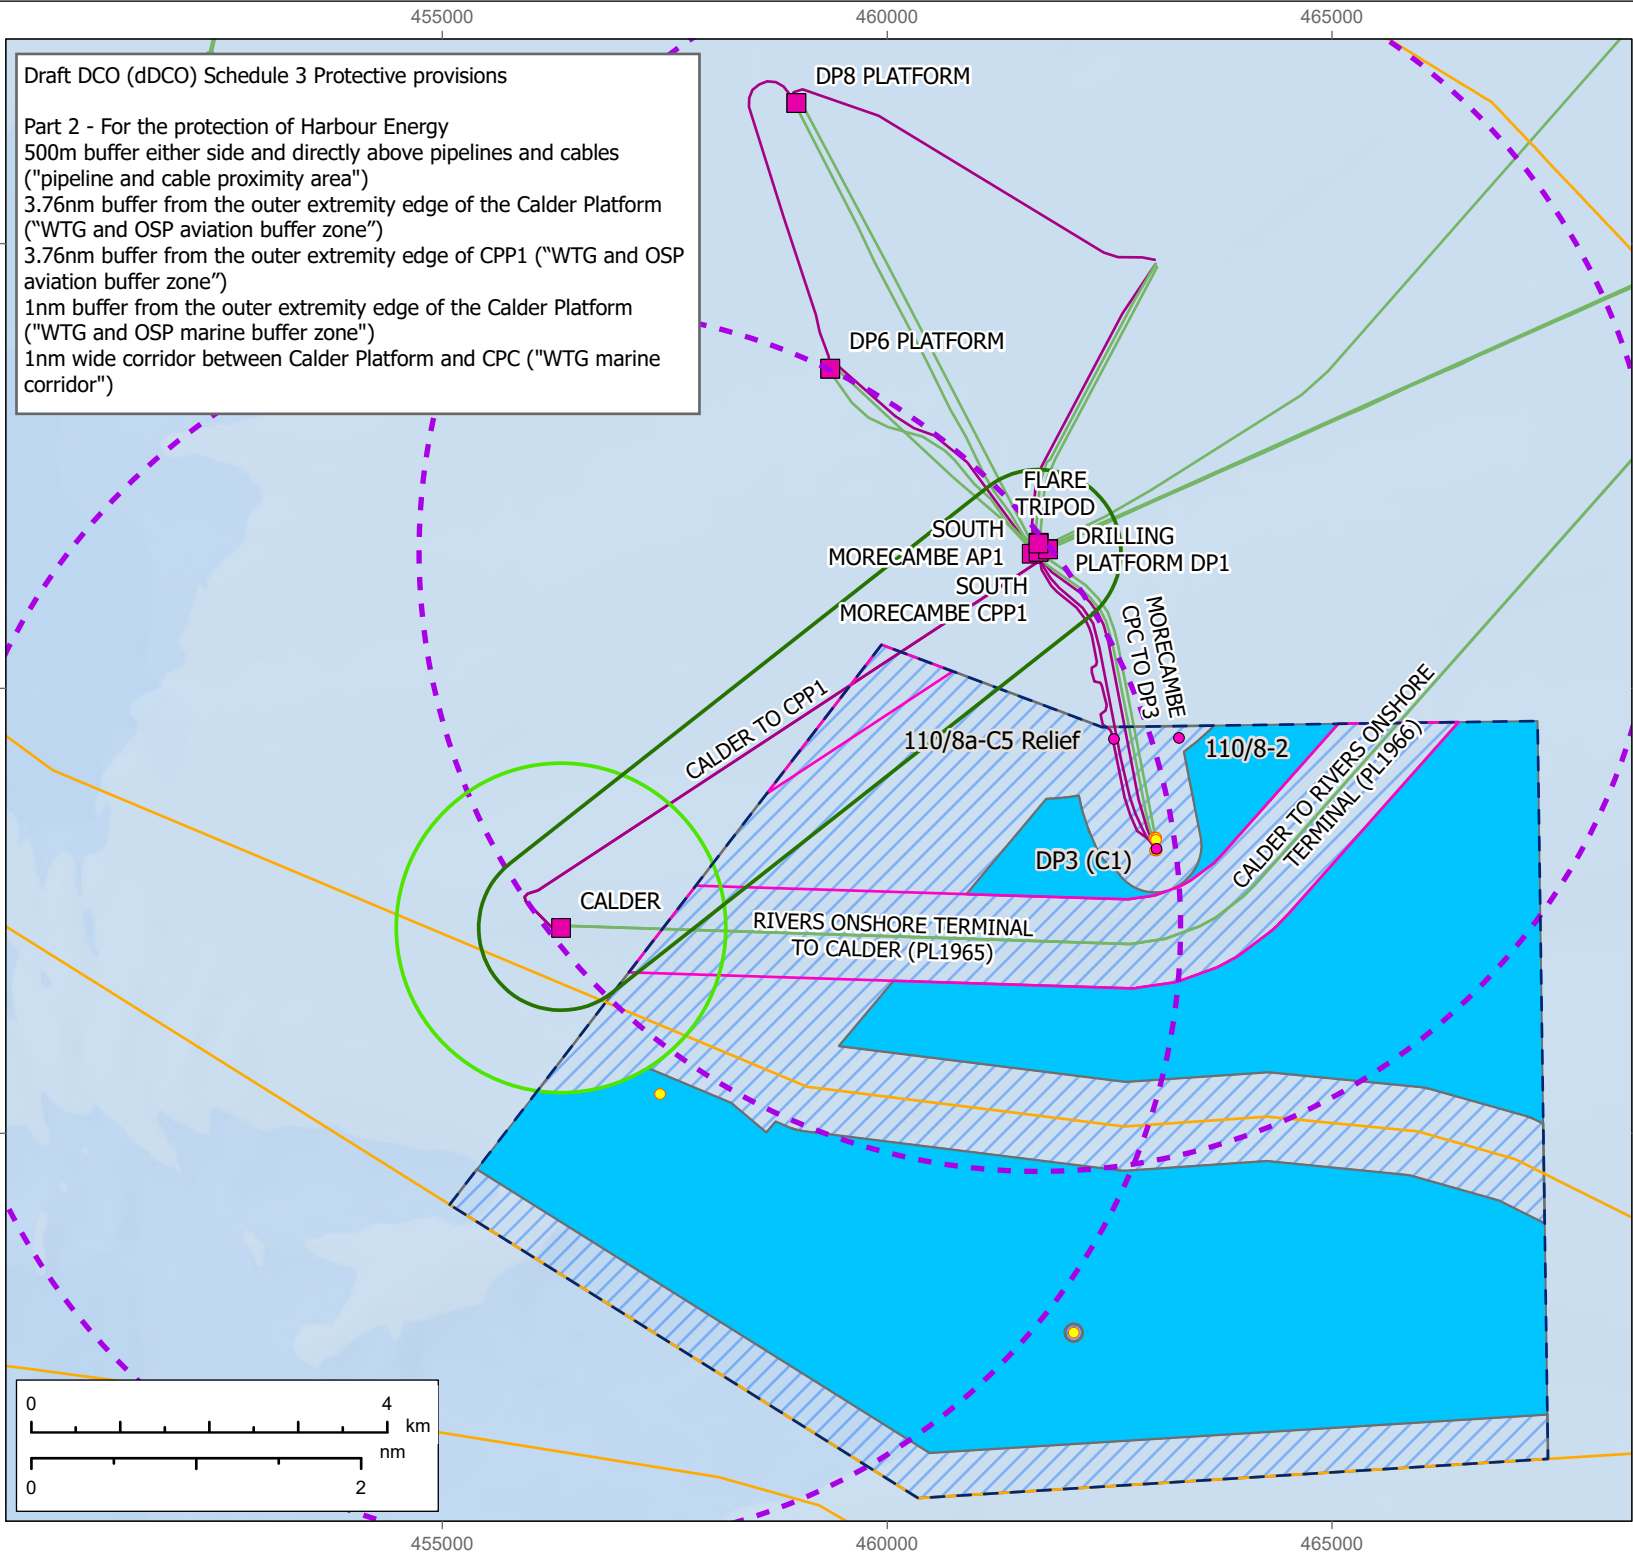 455000
460000
465000
Draft DCO (dDCO) Schedule 3 Protective provisions
Part 2 - For the protection of Harbour Energy
500m buffer either side and directly above pipelines and cables
("pipeline and cable proximity area")
3.76nm buffer from the outer extremity edge of the Calder Platform
(“WTG and OSP aviation buffer zone”)
3.76nm buffer from the outer extremity edge of CPP1 (“WTG and OSP
aviation buffer zone”)
1nm buffer from the outer extremity edge of the Calder Platform
("WTG and OSP marine buffer zone")
1nm wide corridor between Calder Platform and CPC ("WTG marine
corridor")
DP8 PLATFORM
DP6 PLATFORM
FLARE
TRIPOD
SOUTH
MORECAMBE AP1
DRILLING
PLATFORM DP1
SOUTH
MORECAMBE CPP1
MORECAMBE
CPC TO DP3
CALDER TO CPP1
110/8a-C5 Relief
110/8-2
CALDER TO RIVERS ONSHORE
TERMINAL (PL1966)
DP3 (C1)
CALDER
RIVERS ONSHORE TERMINAL
TO CALDER (PL1965)
0
4
km
nm
0
2
455000
460000
465000